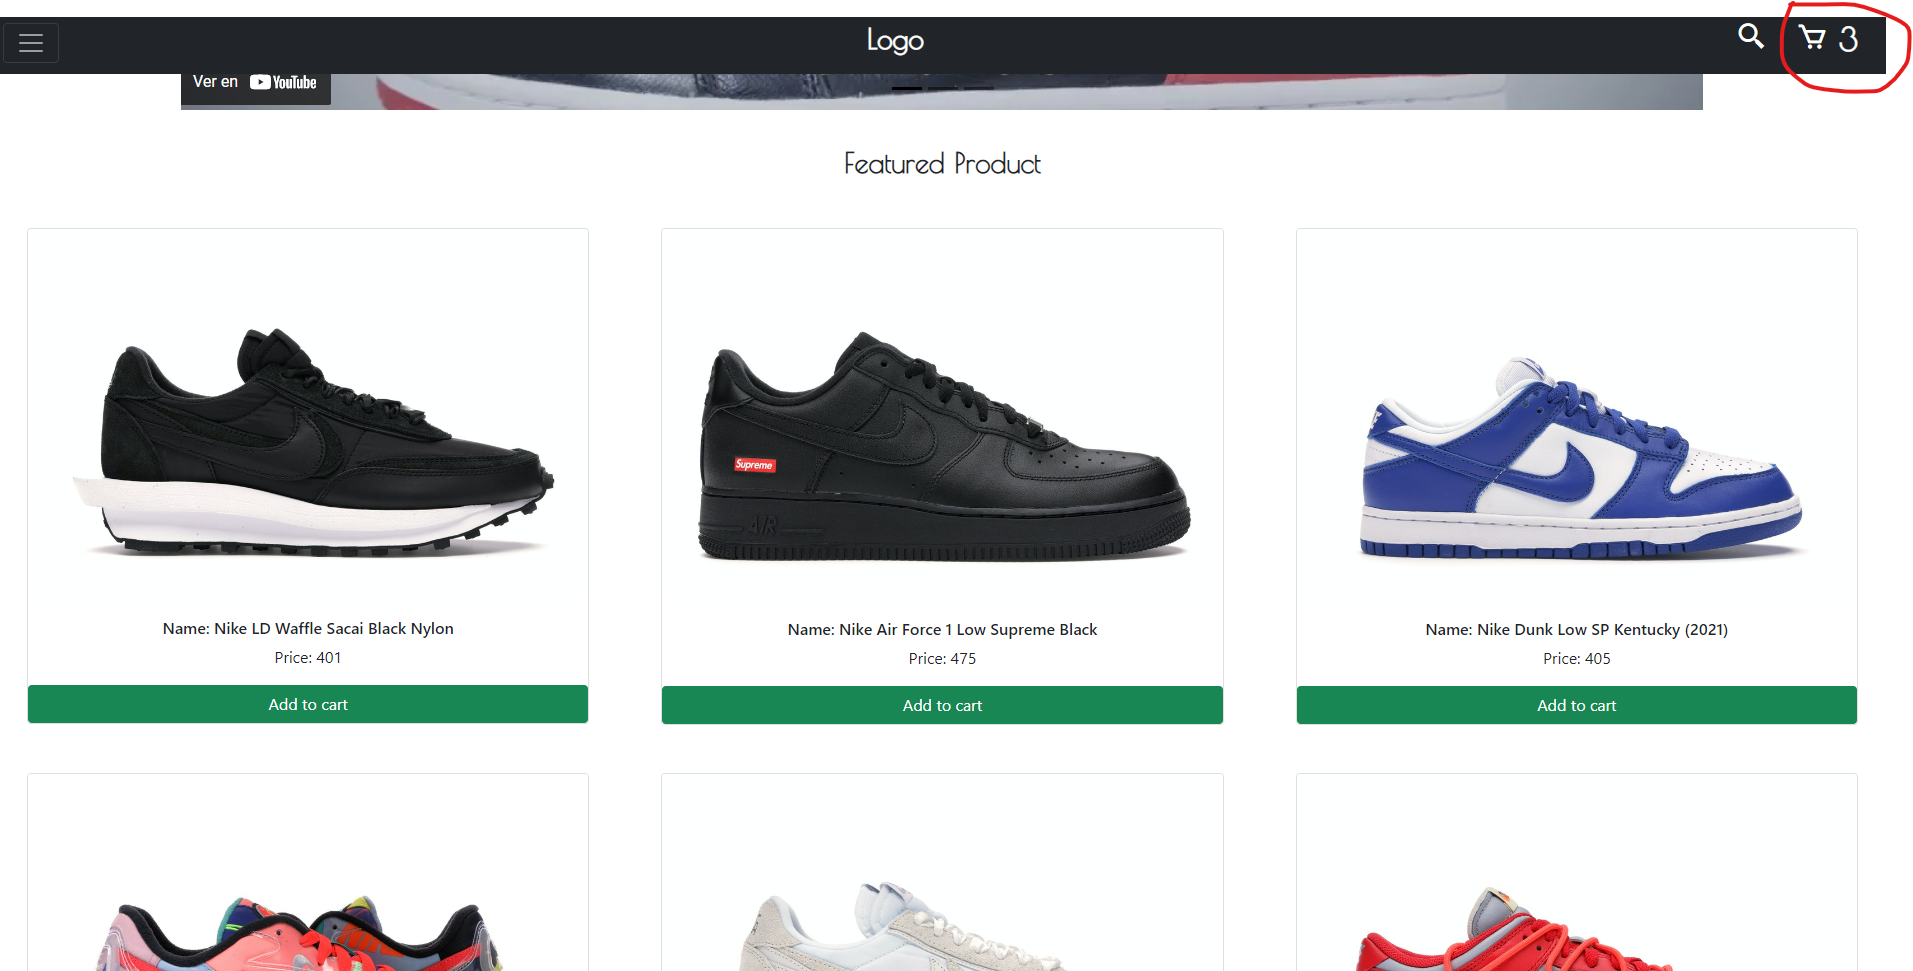 Logo
3
Ver en YouTube
Featured Product
Supreme
AIR
Name: Nike LD Waffle Sacai Black Nylon
Price: 401
Add to cart
Name: Nike Air Force 1 Low Supreme Black
Price: 475
Add to cart
Name: Nike Dunk Low SP Kentucky (2021)
Price: 405
Add to cart